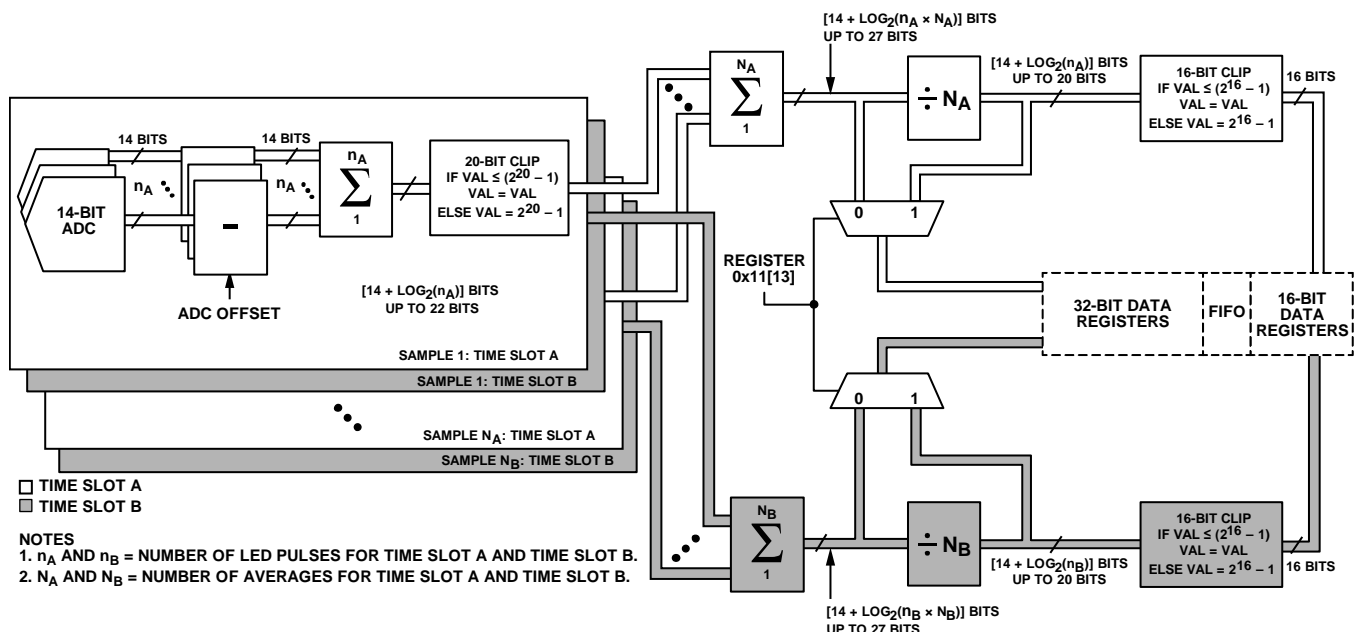 [14 + LOG2(nA × NA)] BITS
UP TO 27 BITS
NA
Σ
1
÷ NA
[14 + LOG2(nA)] BITS
UP TO 20 BITS
16-BIT CLIP
IF VAL ≤ (2^16 – 1)
VAL = VAL
ELSE VAL = 2^16 – 1
16 BITS
14 BITS
14 BITS
nA
nA
14-BIT
ADC
–
ADC OFFSET
nA
Σ
1
20-BIT CLIP
IF VAL ≤ (2^20 – 1)
VAL = VAL
ELSE VAL = 2^20 – 1
[14 + LOG2(nA)] BITS
UP TO 22 BITS
SAMPLE 1: TIME SLOT A
SAMPLE 1: TIME SLOT B
SAMPLE NA: TIME SLOT A
SAMPLE NB: TIME SLOT B
0 1
REGISTER
0x11[13]
32-BIT DATA
REGISTERS
FIFO
16-BIT
DATA
REGISTERS
0 1
NB
Σ
1
÷ NB
[14 + LOG2(nB × NB)] BITS
UP TO 27 BITS
[14 + LOG2(nB)] BITS
UP TO 20 BITS
16-BIT CLIP
IF VAL ≤ (2^16 – 1)
VAL = VAL
ELSE VAL = 2^16 – 1
16 BITS
TIME SLOT A
TIME SLOT B
NOTES
1. nA AND nB = NUMBER OF LED PULSES FOR TIME SLOT A AND TIME SLOT B.
2. NA AND NB = NUMBER OF AVERAGES FOR TIME SLOT A AND TIME SLOT B.